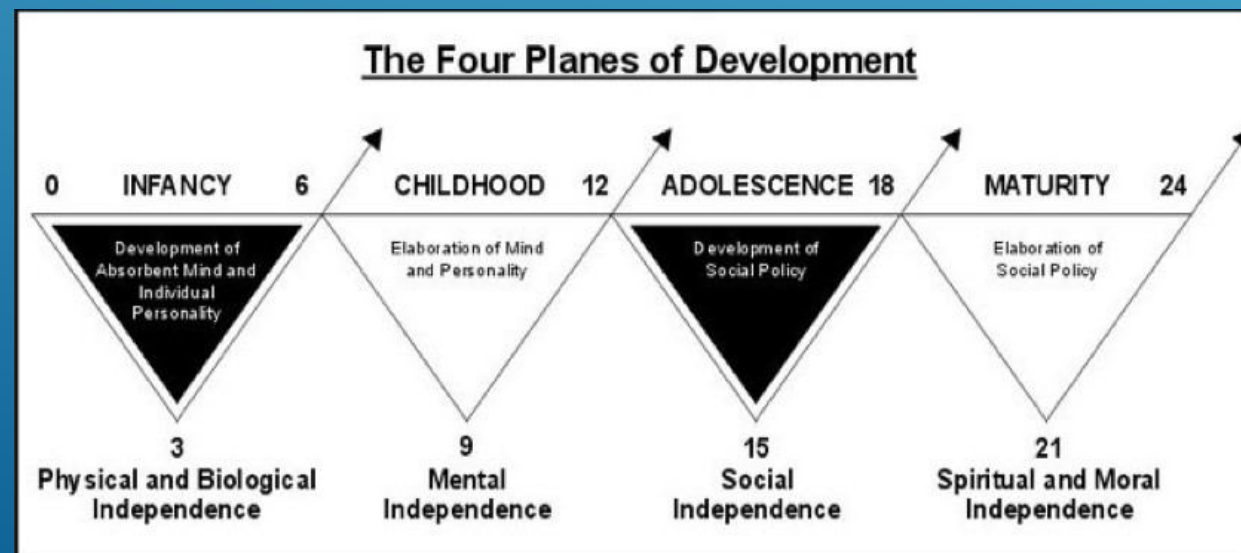 The Four Planes of Development
0 INFANCY 6 CHILDHOOD 12 ADOLESCENCE 18 MATURITY 24
Development of
Absorbent Mind and
Individual
Personality
Elaboration of Mind
and Personality
Development of
Social Policy
Elaboration of
Social Policy
3
Physical and Biological
Independence
9
Mental
Independence
15
Social
Independence
21
Spiritual and Moral
Independence